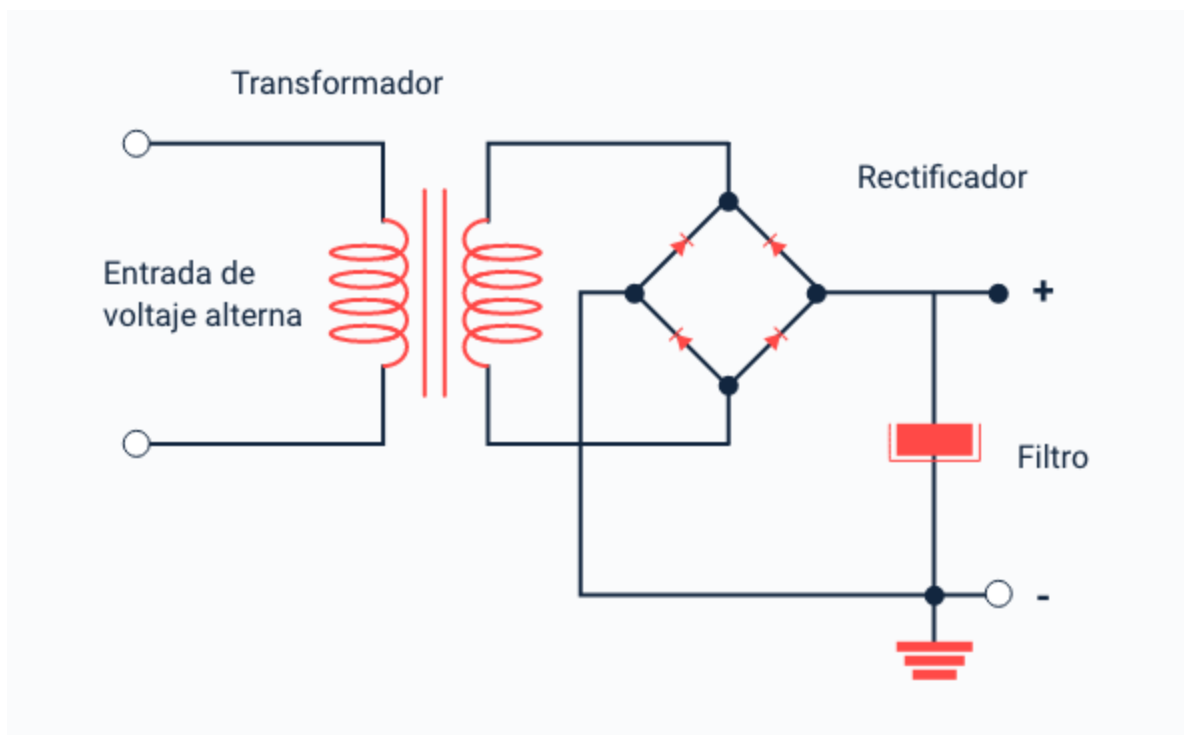 Transformador
Rectificador
Entrada de
voltaje alterna
+
Filtro
-